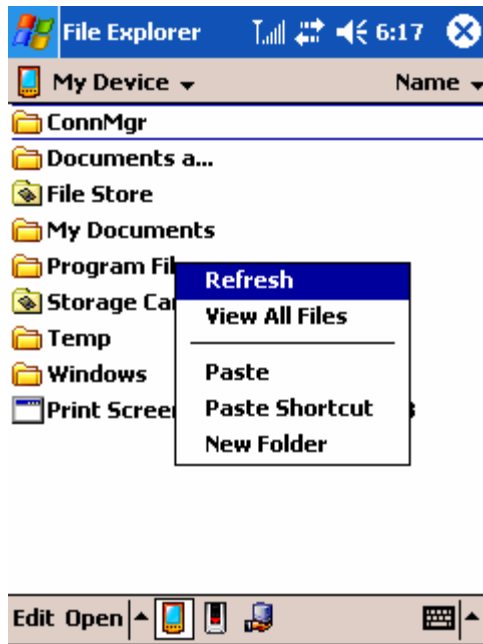 File Explorer 6:17
My Device Name
ConnMgr
Documents a...
File Store
My Documents
Program Fil
Storage Ca
Temp
Windows
Print Scree
Refresh
View All Files
Paste
Paste Shortcut
New Folder
Edit Open